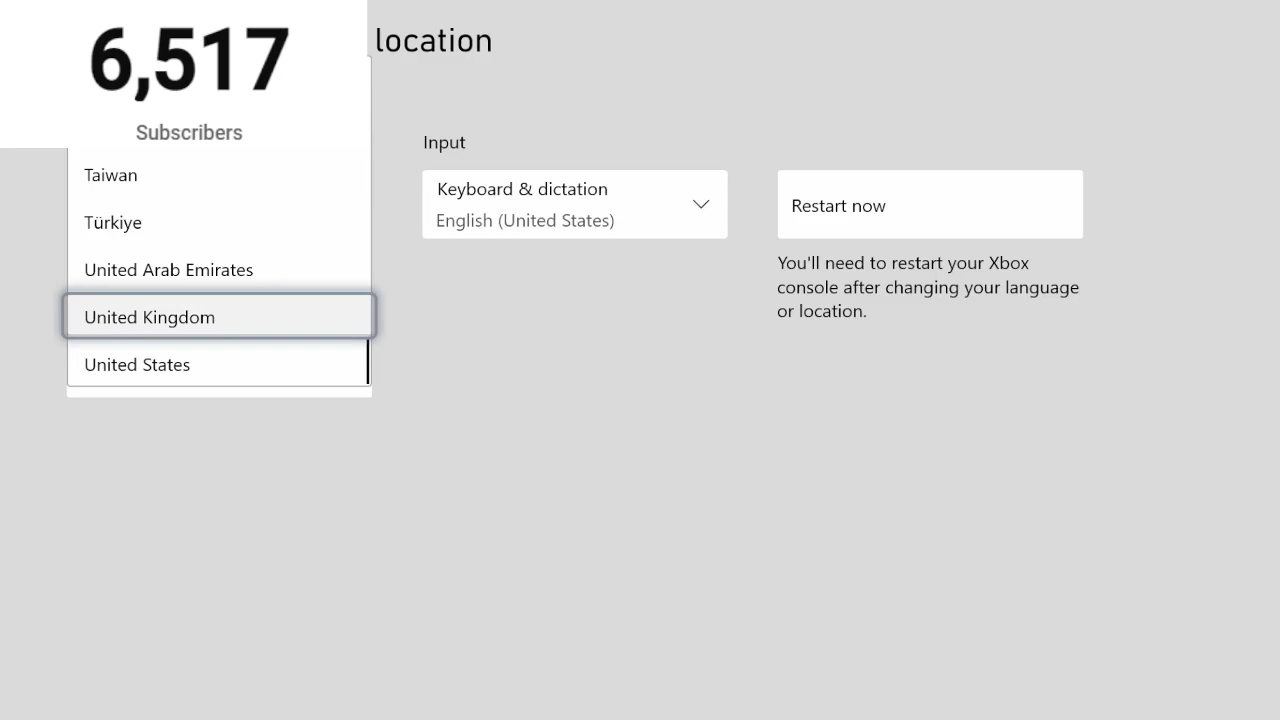 6,517
Subscribers
location
Taiwan
Türkiye
United Arab Emirates
United Kingdom
United States
Input
Keyboard & dictation
English (United States)
Restart now
You'll need to restart your Xbox
console after changing your language
or location.